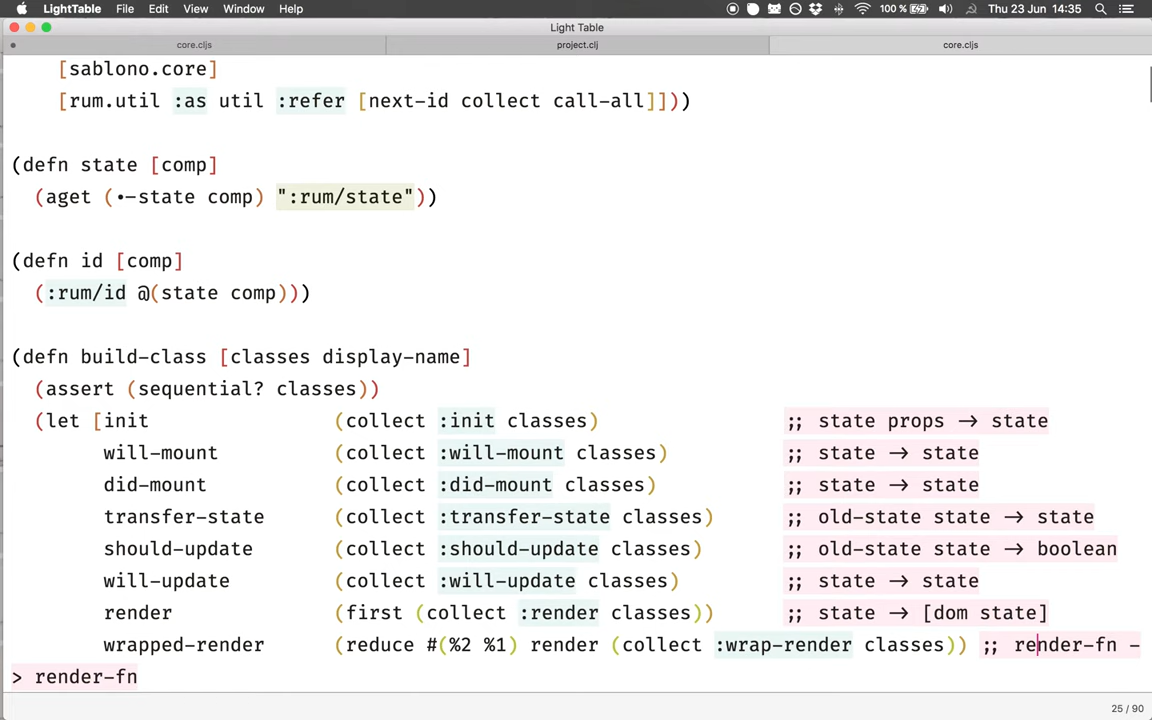 LightTable File Edit View Window Help 100 % Thu 23 Jun 14:35
Light Table
core.cljs project.clj core.cljs
[sablono.core]
[rum.util :as util :refer [next-id collect call-all]]))
(defn state [comp]
(aget (•-state comp) ":rum/state"))
(defn id [comp]
(:rum/id @(state comp)))
(defn build-class [classes display-name]
(assert (sequential? classes))
(let [init (collect :init classes) ;; state props → state
will-mount (collect :will-mount classes) ;; state → state
did-mount (collect :did-mount classes) ;; state → state
transfer-state (collect :transfer-state classes) ;; old-state state → state
should-update (collect :should-update classes) ;; old-state state → boolean
will-update (collect :will-update classes) ;; state → state
render (first (collect :render classes)) ;; state → [dom state]
wrapped-render (reduce #(%2 %1) render (collect :wrap-render classes)) ;; render-fn -
> render-fn
25 / 90